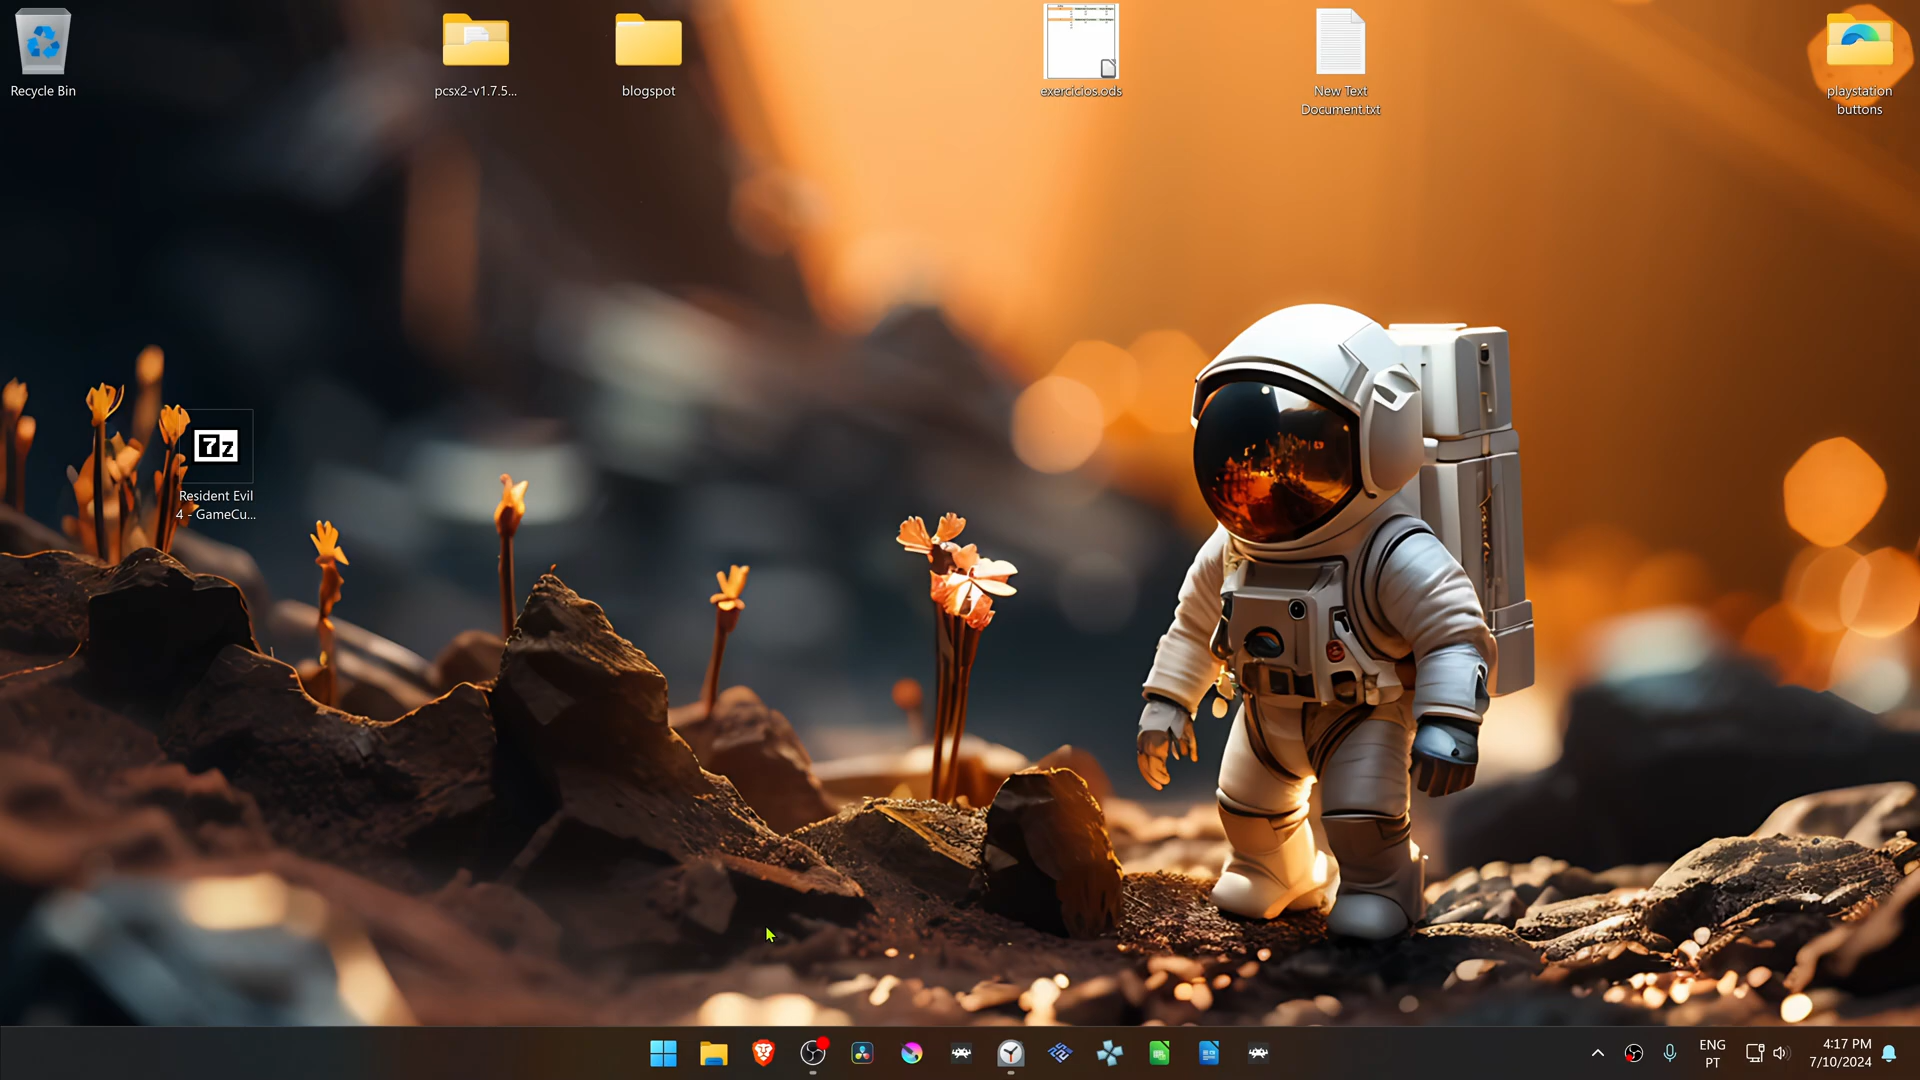 Recycle Bin
pcsx2-v1.7.5...
blogspot
exercicios.ods
New Text
Document.txt
playstation
buttons
7z
Resident Evil
4 - GameCu...
ENG
PT
4:17 PM
7/10/2024